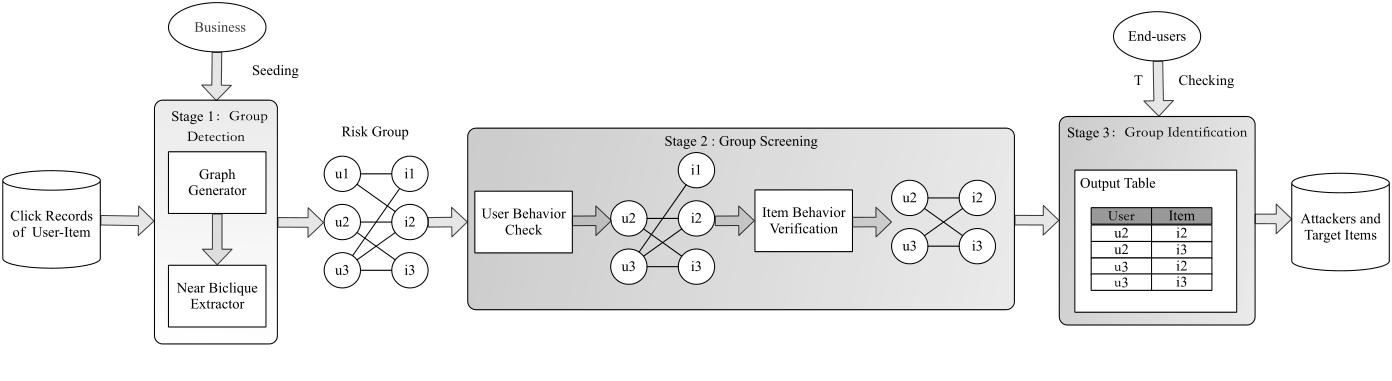 Business
Seeding
Click Records
of User-Item
Stage 1: Group
Detection
Graph
Generator
Near Biclique
Extractor
Risk Group
u1
i1
u2
i2
u3
i3
Stage 2 : Group Screening
User Behavior
Check
i1
u2
i2
u3
i3
Item Behavior
Verification
u2
i2
u3
i3
End-users
T
Checking
Stage 3: Group Identification
Output Table
User Item
u2 i2
u2 i3
u3 i2
u3 i3
Attackers and
Target Items